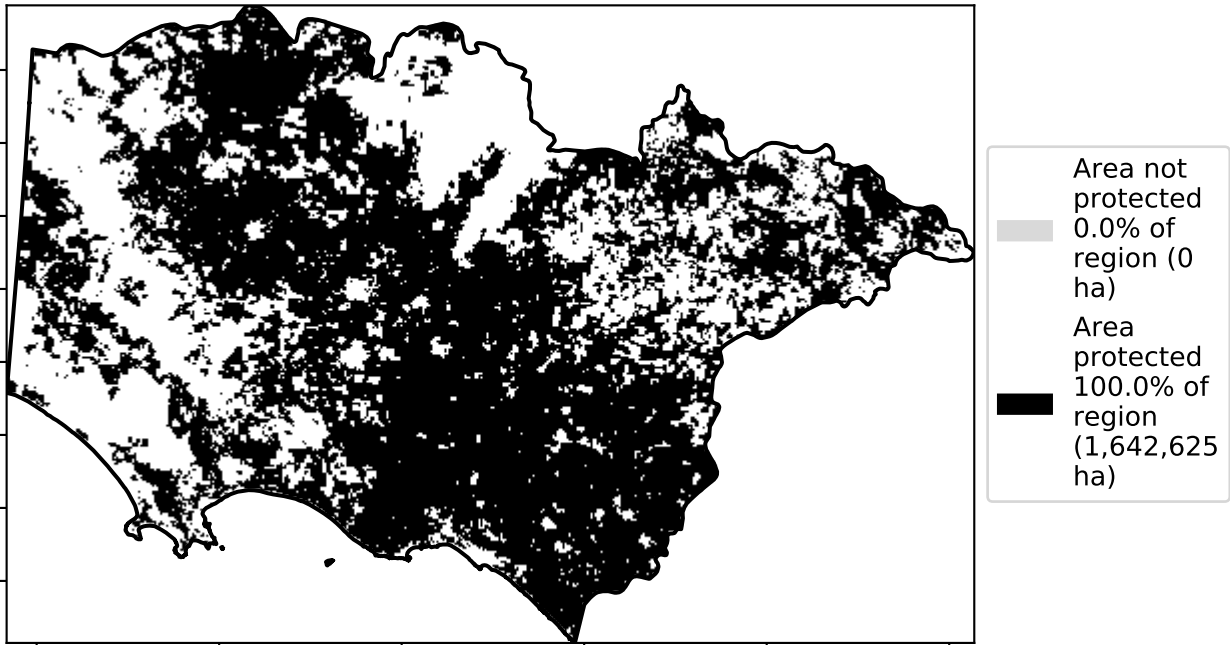 Area not
protected
0.0% of
region (0
ha)
Area
protected
100.0% of
region
(1,642,625
ha)